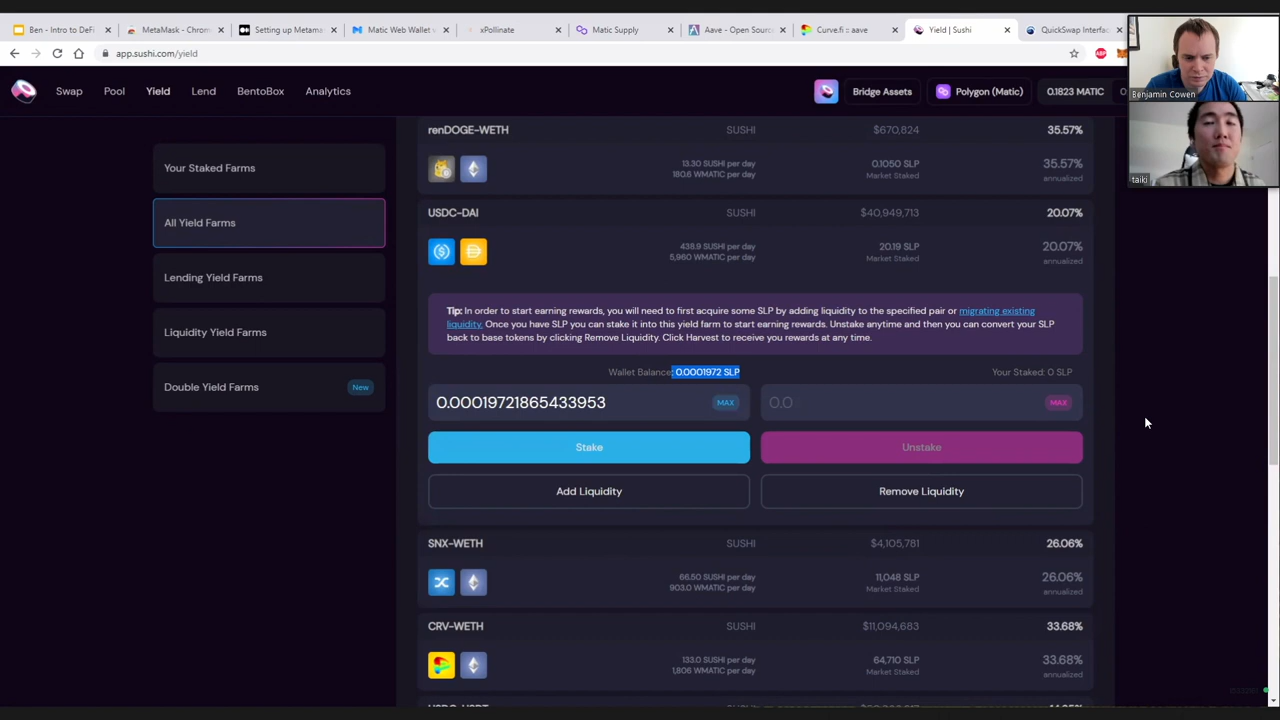 Ben - Intro to DeFi
MetaMask - Chrom
Setting up Metama
Matic Web Wallet v
xPollinate
Matic Supply
Aave - Open Sourc
Curve.fi :: aave
Yield | Sushi
QuickSwap Interfac
app.sushi.com/yield
ABP
Benjamin Cowen
taiki
Swap
Pool
Yield
Lend
BentoBox
Analytics
Bridge Assets
Polygon (Matic)
0.1823 MATIC
Your Staked Farms
All Yield Farms
Lending Yield Farms
Liquidity Yield Farms
Double Yield Farms
New
renDOGE-WETH SUSHI $670,824 35.57%
13.30 SUSHI per day
180.6 WMATIC per day
0.1050 SLP
Market Staked
35.57%
annualized
USDC-DAI SUSHI $40,949,713 20.07%
438.9 SUSHI per day
5,960 WMATIC per day
20.19 SLP
Market Staked
20.07%
annualized
Tip: In order to start earning rewards, you will need to first acquire some SLP by adding liquidity to the specified pair or migrating existing
liquidity. Once you have SLP you can stake it into this yield farm to start earning rewards. Unstake anytime and then you can convert your SLP
back to base tokens by clicking Remove Liquidity. Click Harvest to receive you rewards at any time.
Wallet Balance: 0.0001972 SLP
Your Staked: 0 SLP
0.00019721865433953
MAX
0.0
MAX
Stake
Unstake
Add Liquidity
Remove Liquidity
SNX-WETH SUSHI $4,105,781 26.06%
66.50 SUSHI per day
903.0 WMATIC per day
11,048 SLP
Market Staked
26.06%
annualized
CRV-WETH SUSHI $11,094,683 33.68%
133.0 SUSHI per day
1,806 WMATIC per day
64,710 SLP
Market Staked
33.68%
annualized